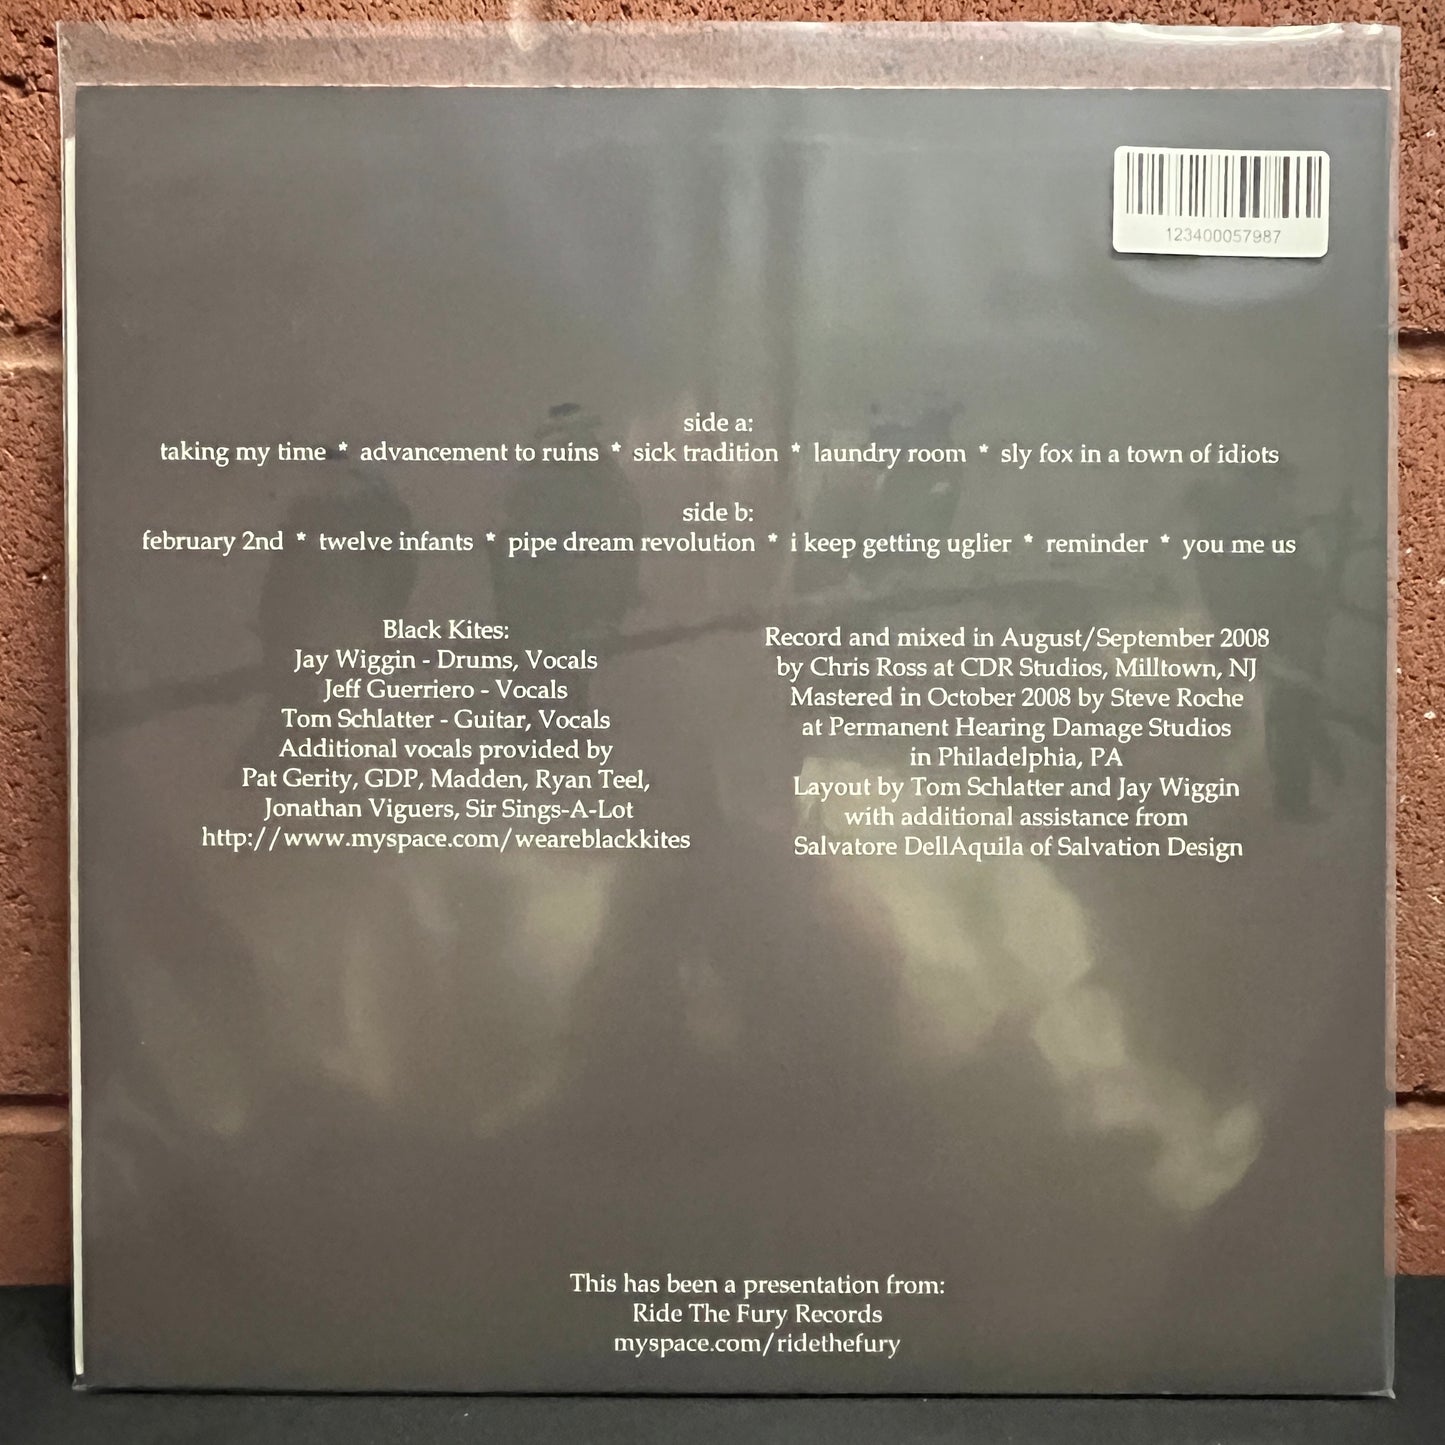 123400057987
side a:
taking my time * advancement to ruins * sick tradition * laundry room * sly fox in a town of idiots
side b:
february 2nd * twelve infants * pipe dream revolution * i keep getting uglier * reminder * you me us
Black Kites:
Jay Wiggin - Drums, Vocals
Jeff Guerriero - Vocals
Tom Schlatter - Guitar, Vocals
Additional vocals provided by
Pat Gerity, GDP, Madden, Ryan Teel,
Jonathan Viguers, Sir Sings-A-Lot
http://www.myspace.com/weareblackkites
Record and mixed in August/September 2008
by Chris Ross at CDR Studios, Milltown, NJ
Mastered in October 2008 by Steve Roche
at Permanent Hearing Damage Studios
in Philadelphia, PA
Layout by Tom Schlatter and Jay Wiggin
with additional assistance from
Salvatore DellAquila of Salvation Design
This has been a presentation from:
Ride The Fury Records
myspace.com/ridethefury